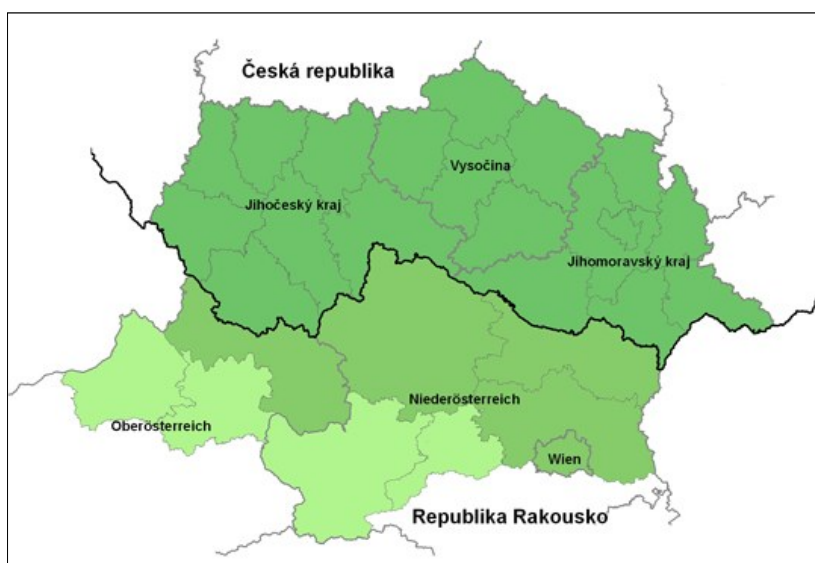 Česká republika
Vysočina
Jihočeský kraj
Jihomoravský kraj
Niederösterreich
Oberösterreich
Wien
Republika Rakousko